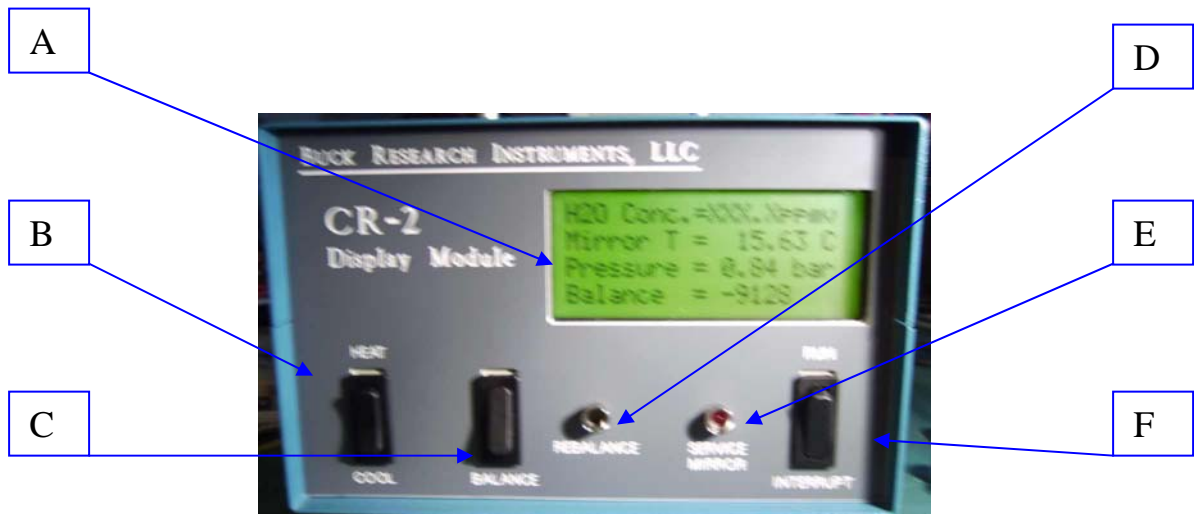 A
D
BUCK RESEARCH INSTRUMENTS, LLC
CR-2
Display Module
H2O Conc.=XXX.Xppmv
Mirror T = 15.63 C
Pressure = 0.84 bar
Balance = -9128
B
E
HEAT
RUN
C
F
REBALANCE
SERVICE
MIRROR
COOL
BALANCE
INTERRUPT